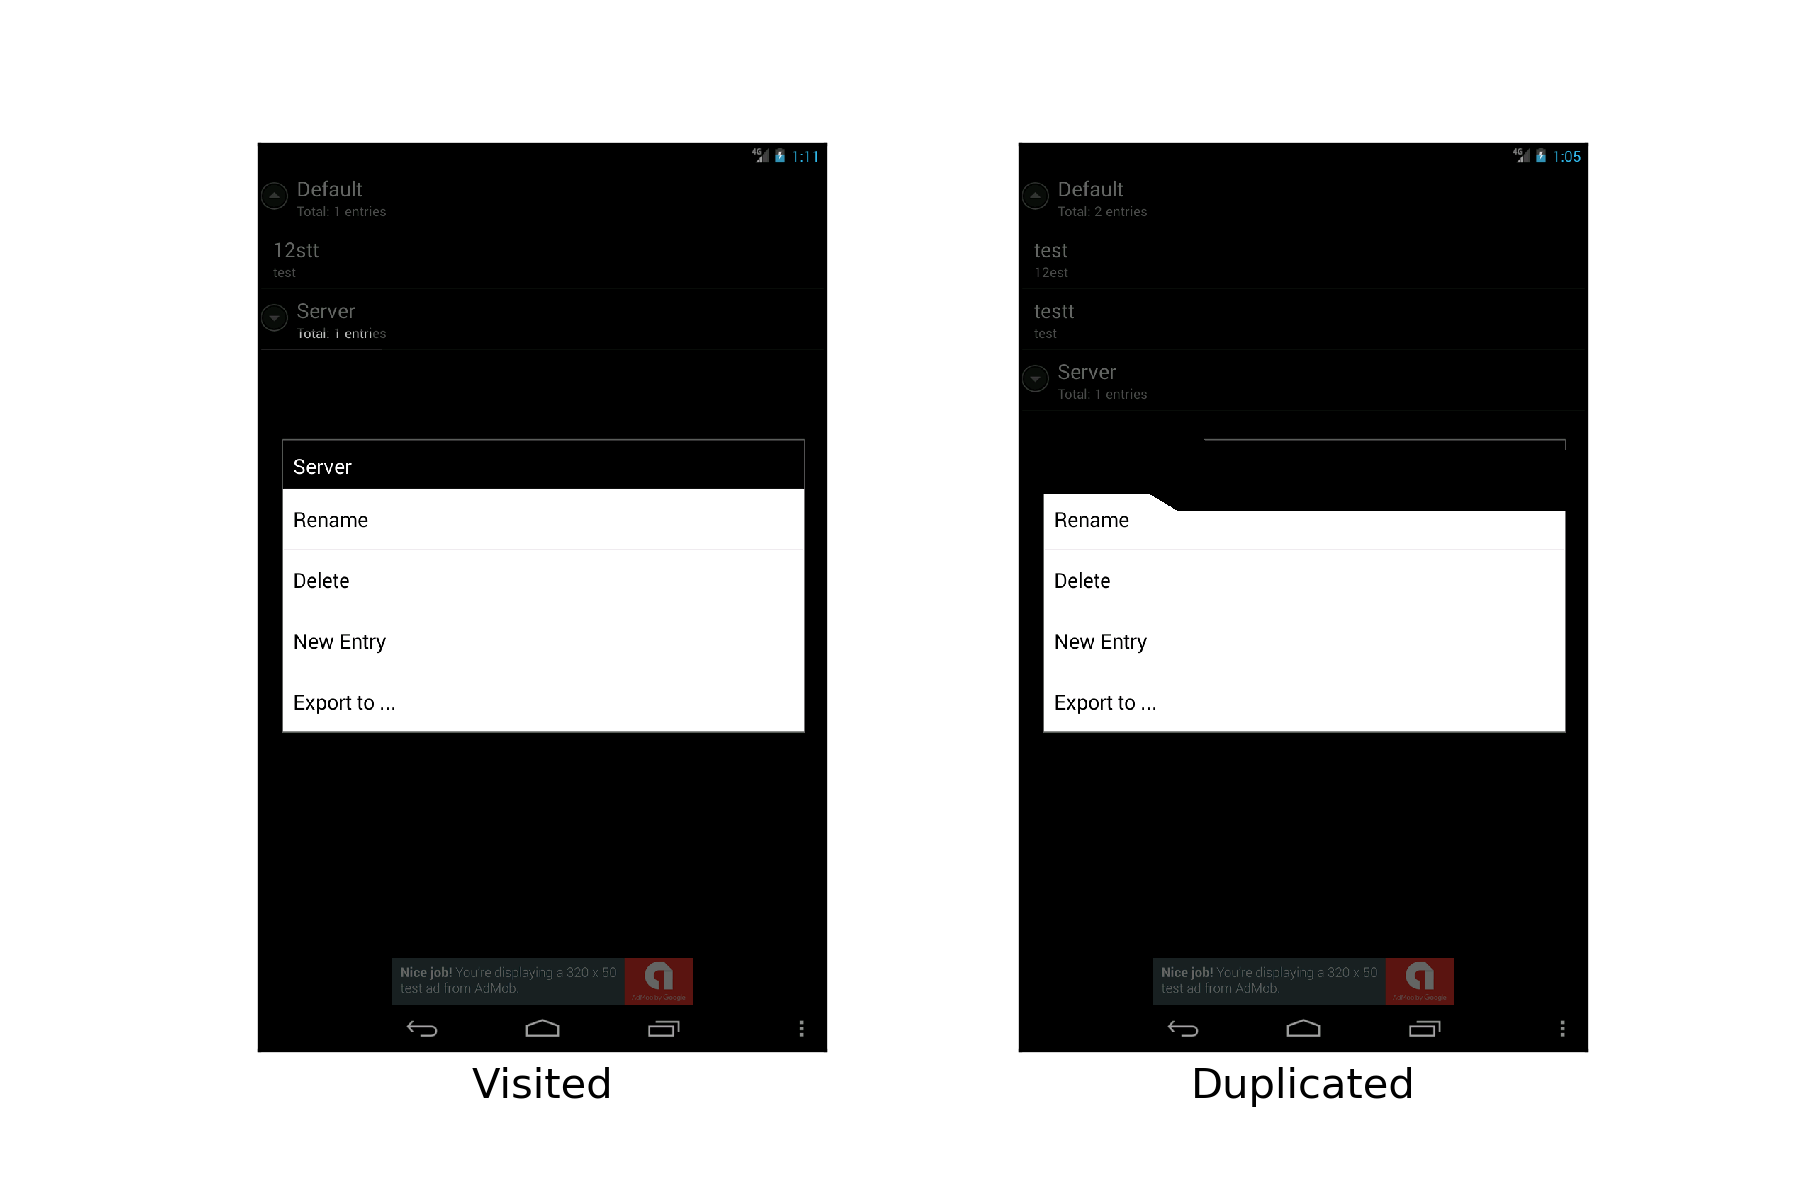 4G 1:11
Default
Total: 1 entries
12stt
test
Server
Total: 1 entries
Server
Rename
Delete
New Entry
Export to ...
Nice job! You're displaying a 320 x 50
test ad from AdMob.
AdMob by Google
Visited
4G 1:05
Default
Total: 2 entries
test
12est
testt
test
Server
Total: 1 entries
Rename
Delete
New Entry
Export to ...
Nice job! You're displaying a 320 x 50
test ad from AdMob.
AdMob by Google
Duplicated